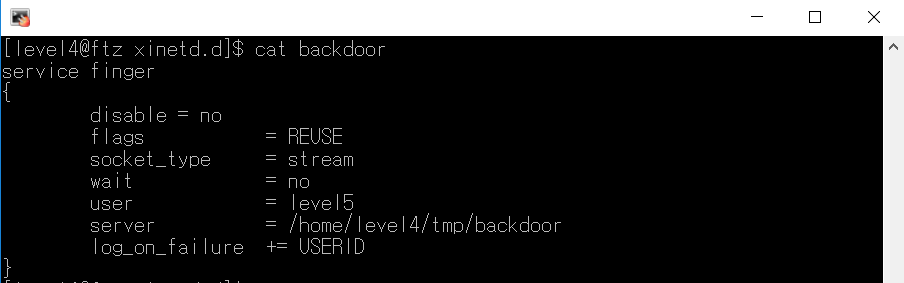 [level4@ftz xinetd.d]$ cat backdoor
service finger
{
        disable = no
        flags           = REUSE
        socket_type     = stream
        wait            = no
        user            = level5
        server          = /home/level4/tmp/backdoor
        log_on_failure  += USERID
}